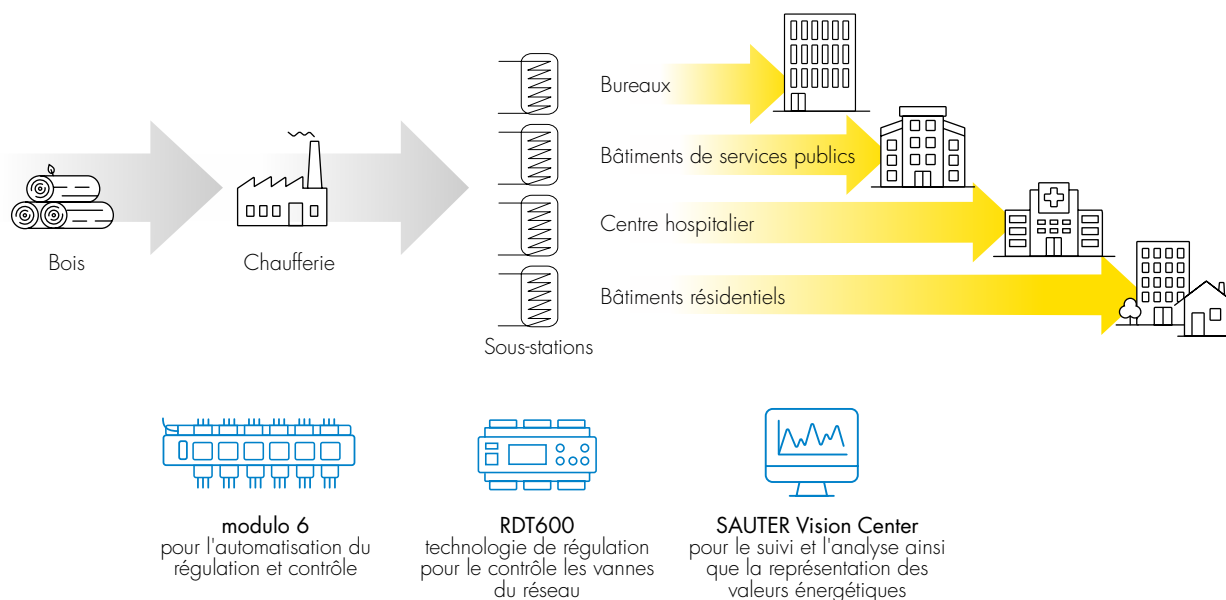 Bureaux
Bâtiments de services publics
Centre hospitalier
Bâtiments résidentiels
Bois
Chaufferie
Sous-stations
modulo 6
pour l'automatisation du
régulation et contrôle
RDT600
technologie de régulation
pour le contrôle les vannes
du réseau
SAUTER Vision Center
pour le suivi et l'analyse ainsi
que la représentation des
valeurs énergétiques